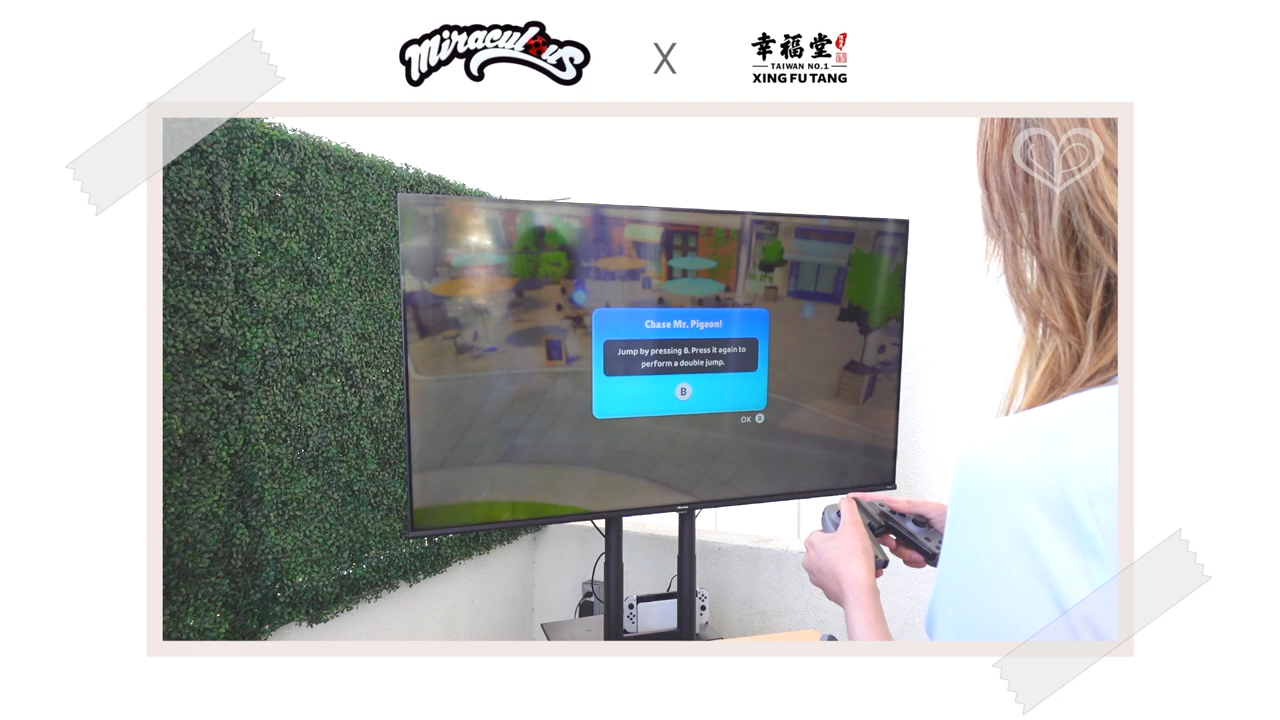 Miraculous
X
幸福堂
TAIWAN NO.1
XING FU TANG
Chase Mr. Pigeon!
Jump by pressing B. Press it again to
perform a double jump.
B
OK B
Hisense